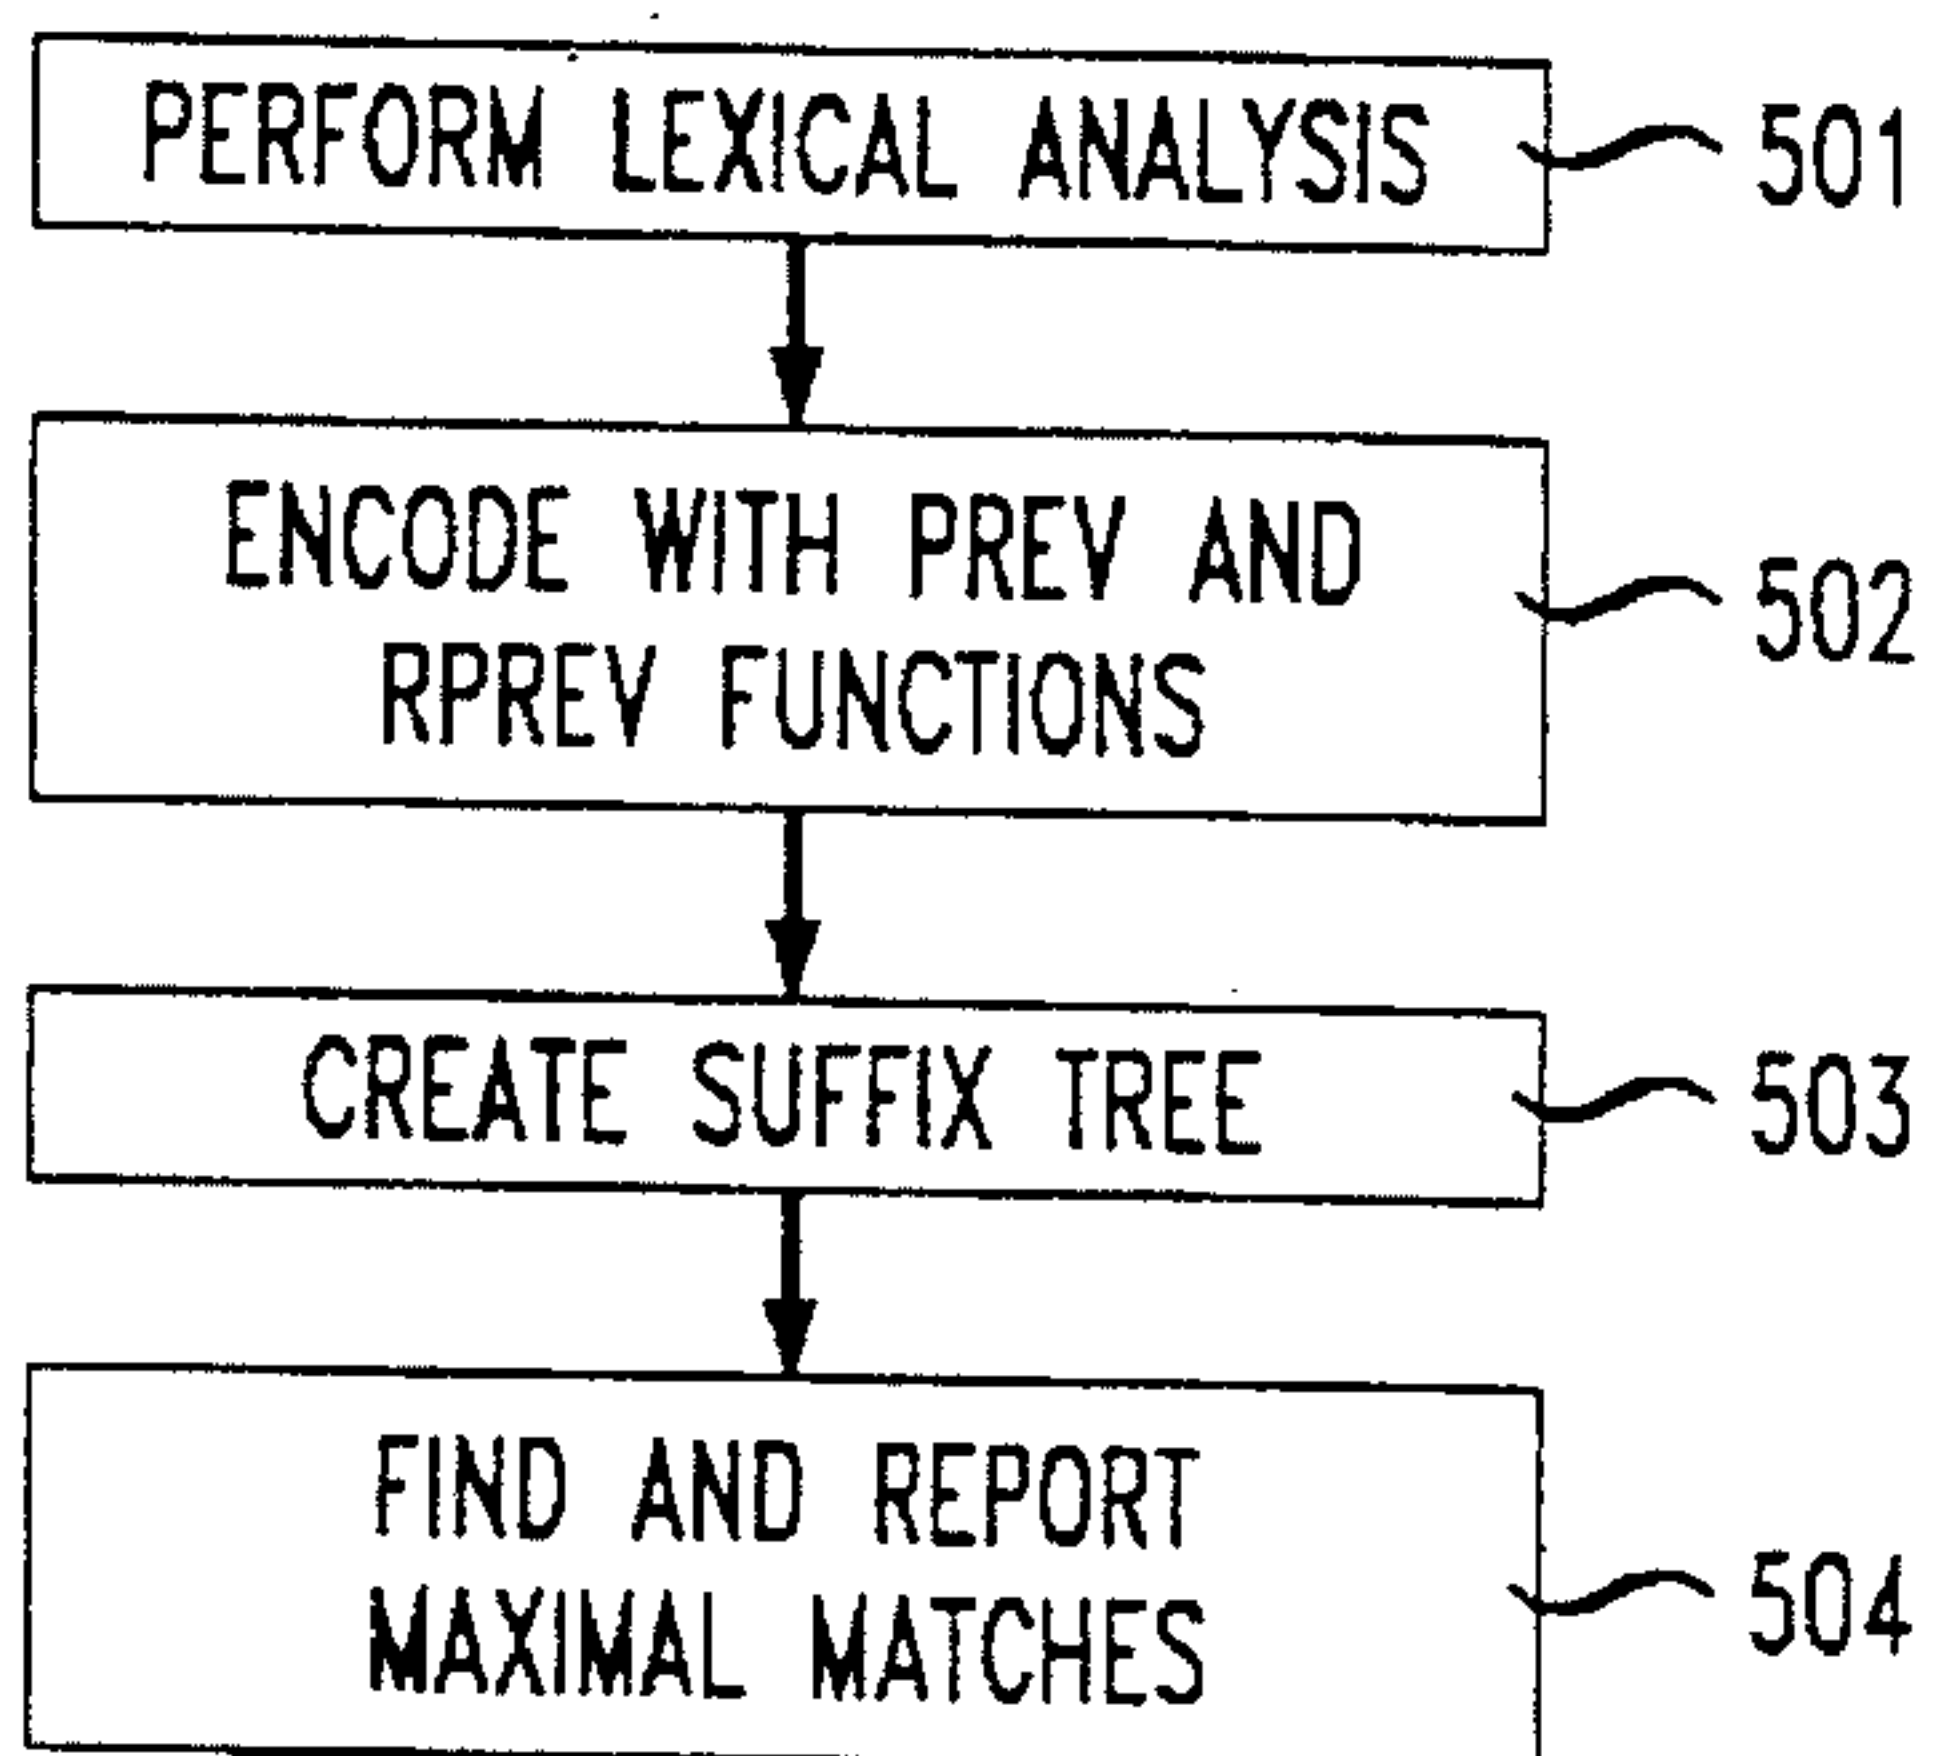 PERFORM LEXICAL ANALYSIS
501
ENCODE WITH PREV AND
RPREV FUNCTIONS
502
CREATE SUFFIX TREE
503
FIND AND REPORT
MAXIMAL MATCHES
504